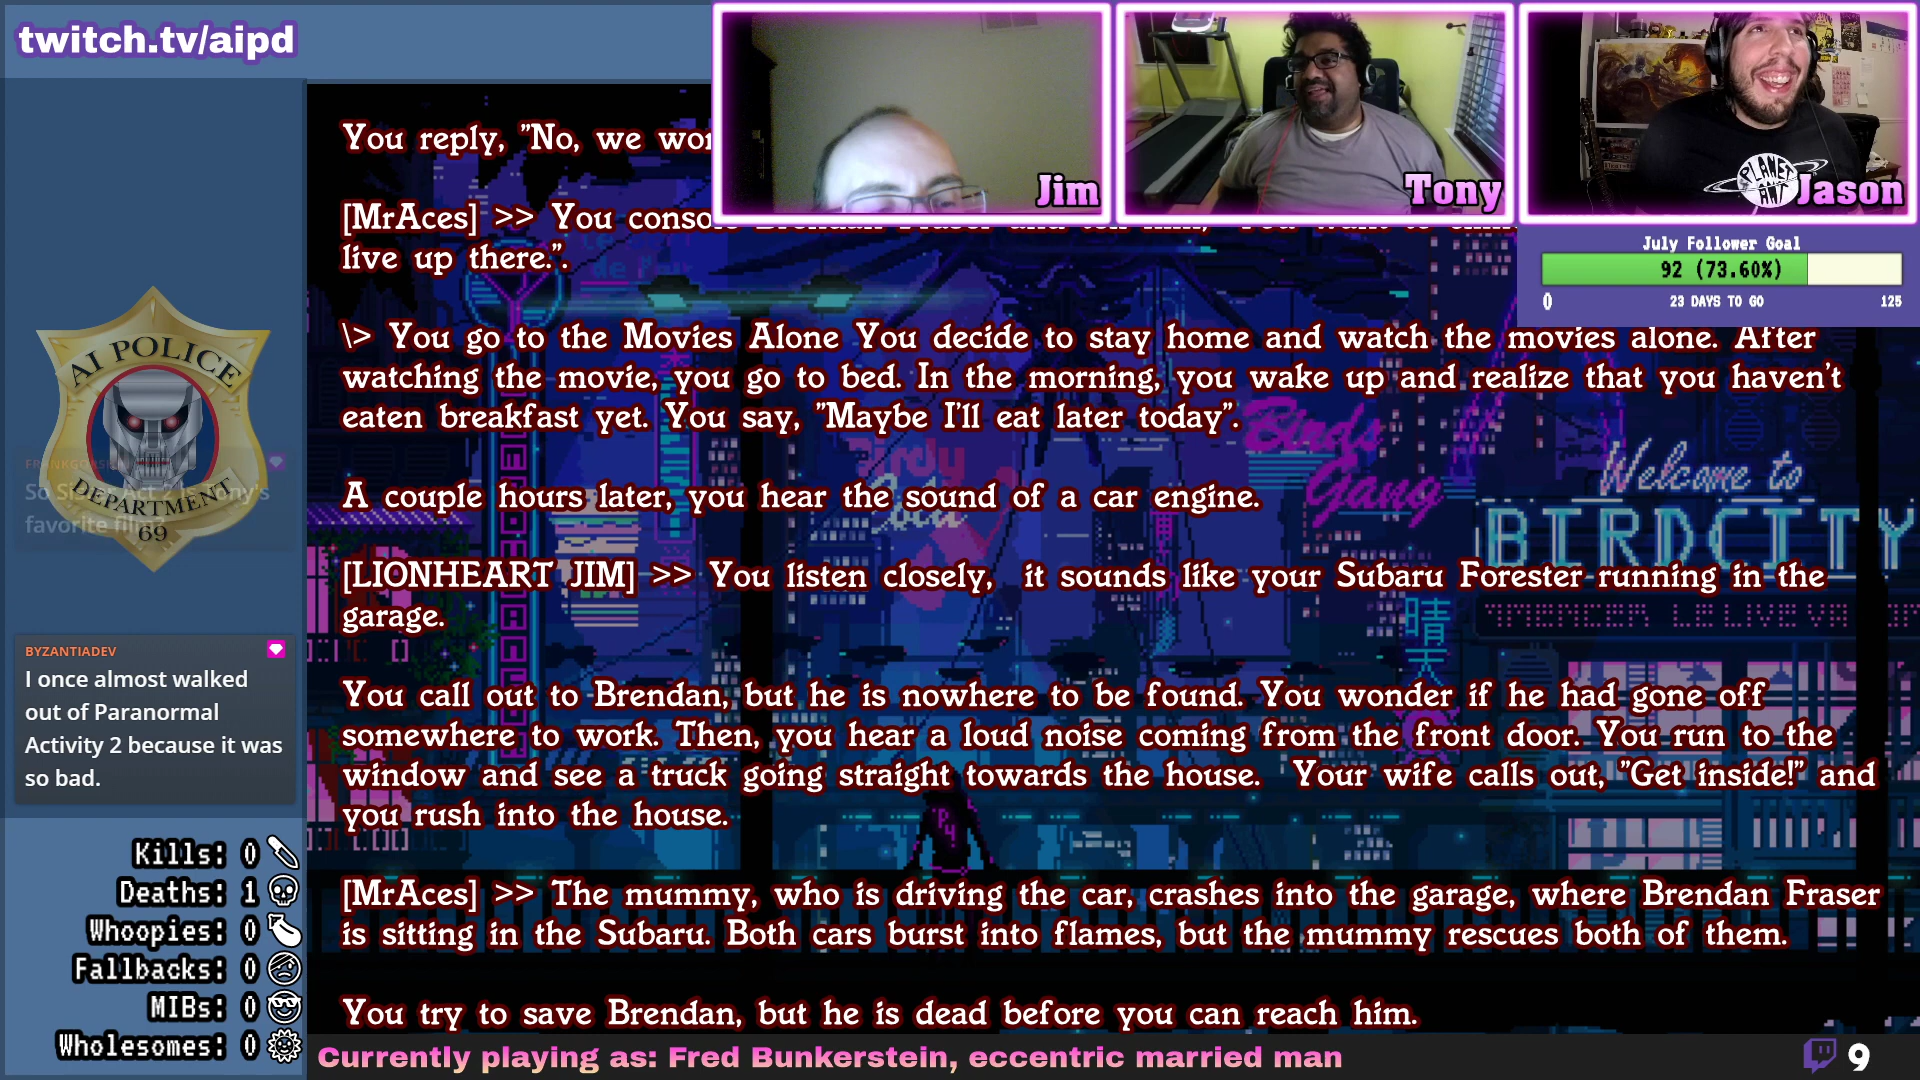 twitch.tv/aipd
Jim
Tony
Jason
July Follower Goal
92 (73.60%)
0 23 DAYS TO GO 125
You reply, "No, we
[MrAces] >> You
live up there.".
\> You go to the Movies Alone You decide to stay home and watch the movies alone. After
watching the movie, you go to bed. In the morning, you wake up and realize that you haven't
eaten breakfast yet. You say, "Maybe I'll eat later today".
A couple hours later, you hear the sound of a car engine.
[LIONHEART JIM] >> You listen closely, it sounds like your Subaru Forester running in the
garage.
You call out to Brendan, but he is nowhere to be found. You wonder if he had gone off
somewhere to work. Then, you hear a loud noise coming from the front door. You run to the
window and see a truck going straight towards the house. Your wife calls out, "Get inside!" and
you rush into the house.
[MrAces] >> The mummy, who is driving the car, crashes into the garage, where Brendan Fraser
is sitting in the Subaru. Both cars burst into flames, but the mummy rescues both of them.
You try to save Brendan, but he is dead before you can reach him.
Birds
Gang
Welcome to
BIRDCITY
晴
天
P4
PLANET
ANT
AI POLICE
DEPARTMENT
69
favorite film?
BYZANTIADEV
I once almost walked
out of Paranormal
Activity 2 because it was
so bad.
Kills: 0
Deaths: 1
Whoopies: 0
Fallbacks: 0
MIBs: 0
Wholesomes: 0
Currently playing as: Fred Bunkerstein, eccentric married man
9